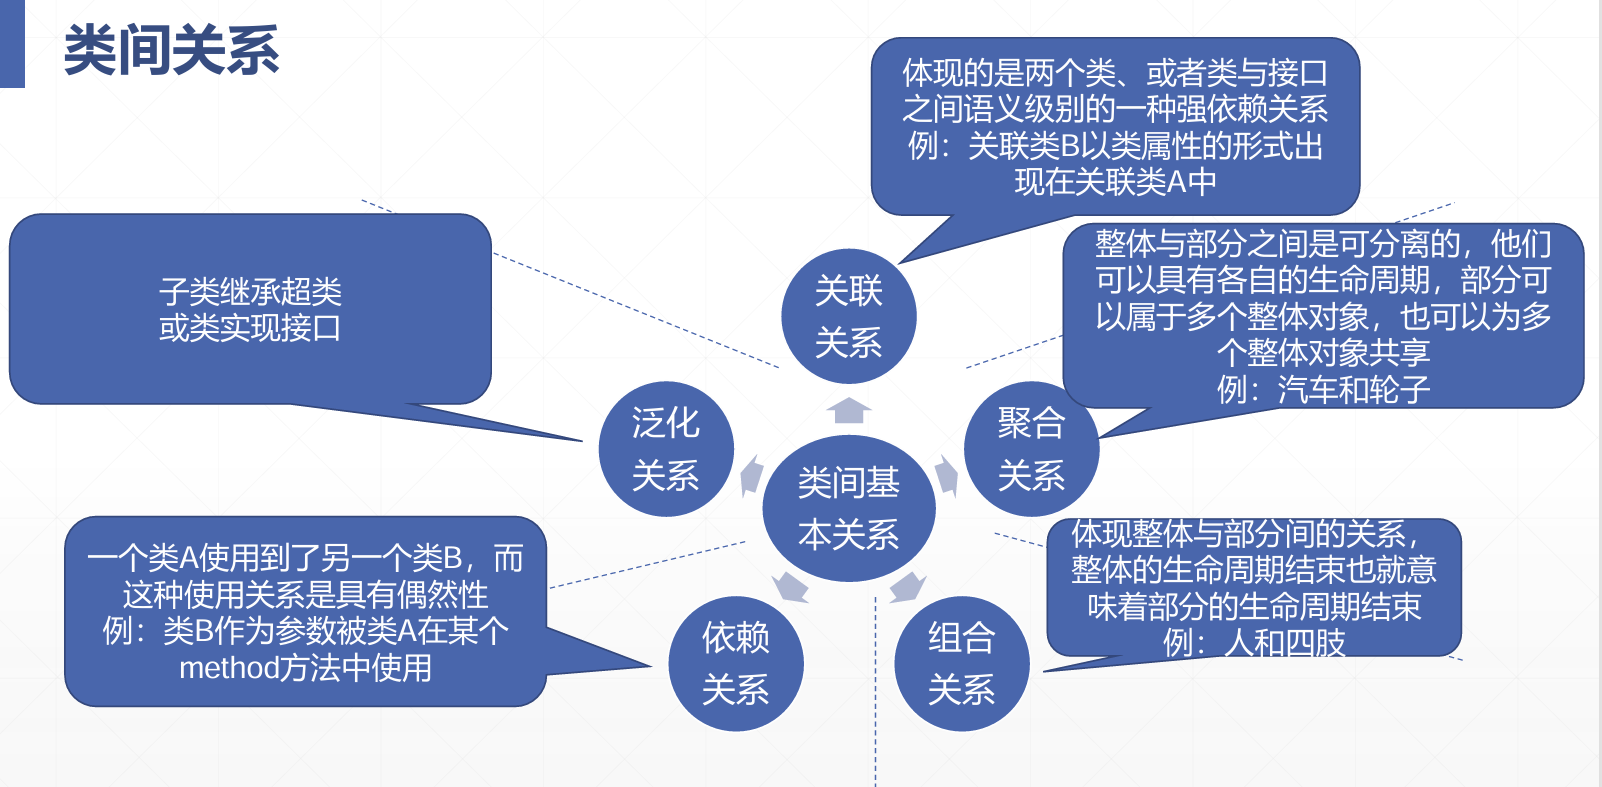 类间关系
体现的是两个类、或者类与接口
之间语义级别的一种强依赖关系
例：关联类B以类属性的形式出
现在关联类A中
整体与部分之间是可分离的，他们
可以具有各自的生命周期，部分可
以属于多个整体对象，也可以为多
个整体对象共享
例：汽车和轮子
子类继承超类
或类实现接口
关联
关系
泛化
关系
聚合
关系
类间基
本关系
一个类A使用到了另一个类B，而
这种使用关系是具有偶然性
例：类B作为参数被类A在某个
method方法中使用
体现整体与部分间的关系，
整体的生命周期结束也就意
味着部分的生命周期结束
例：人和四肢
依赖
关系
组合
关系